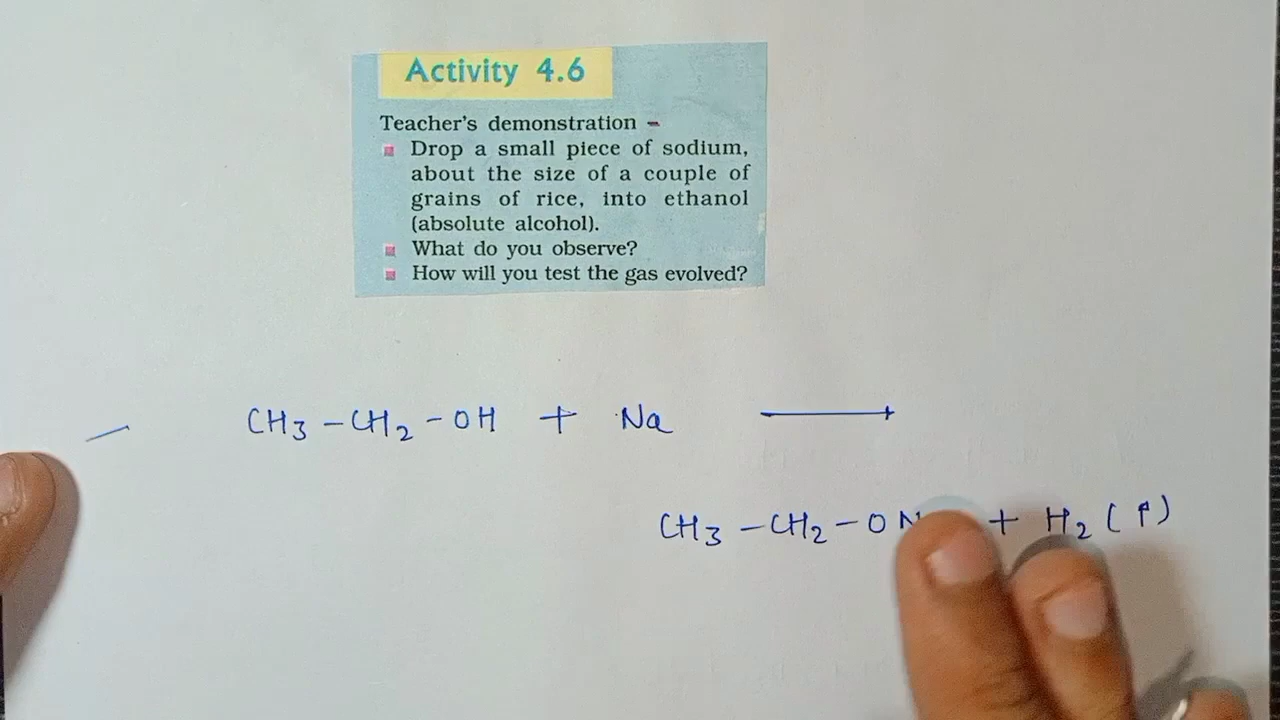 Activity 4.6
Teacher's demonstration –
Drop a small piece of sodium,
about the size of a couple of
grains of rice, into ethanol
(absolute alcohol).
What do you observe?
How will you test the gas evolved?
CH₃ – CH₂ – OH + Na ⟶
CH₃ – CH₂ – O + H₂ (↑)